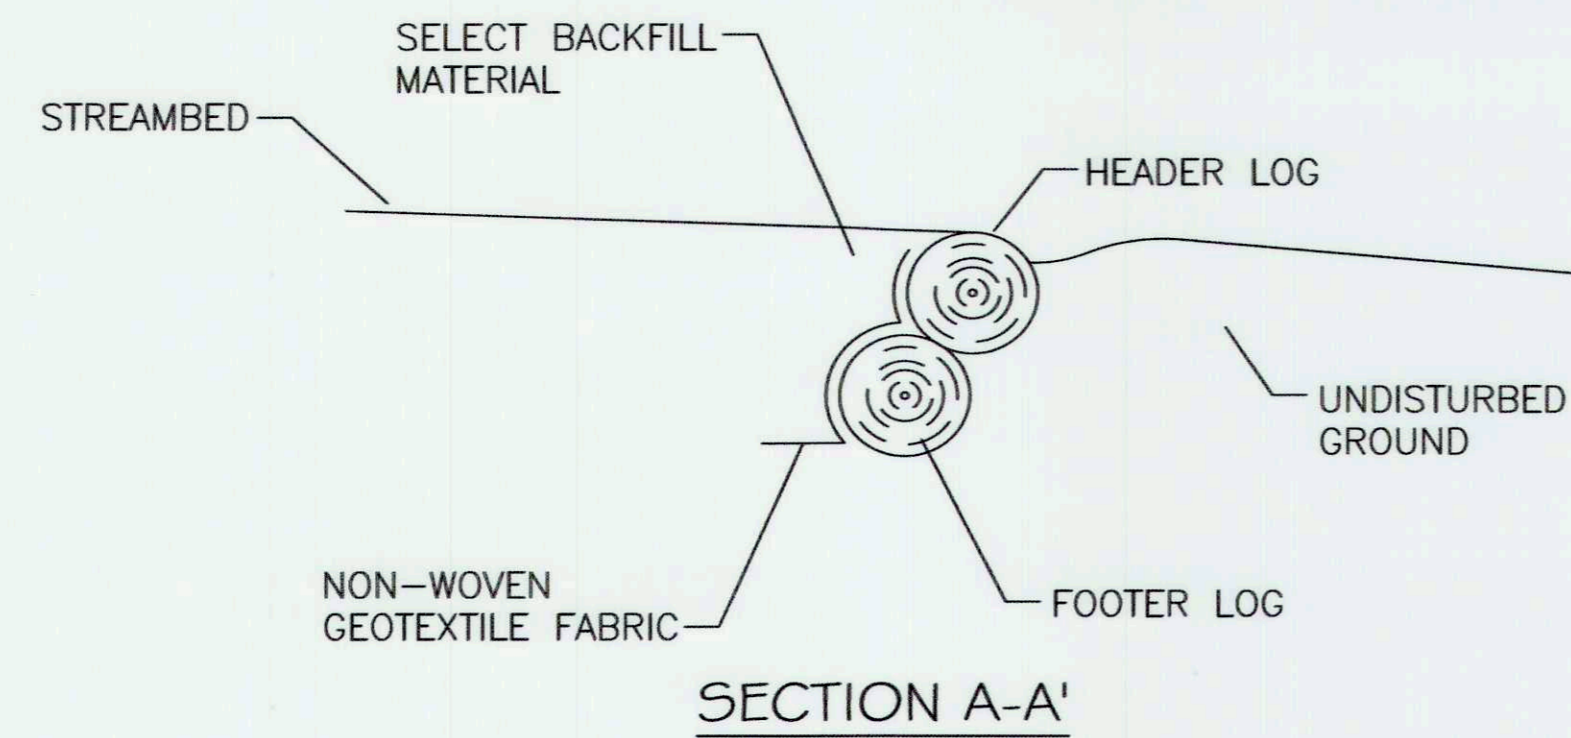 SELECT BACKFILL
MATERIAL
STREAMBED
HEADER LOG
UNDISTURBED
GROUND
NON-WOVEN
GEOTEXTILE FABRIC
FOOTER LOG
SECTION A-A'